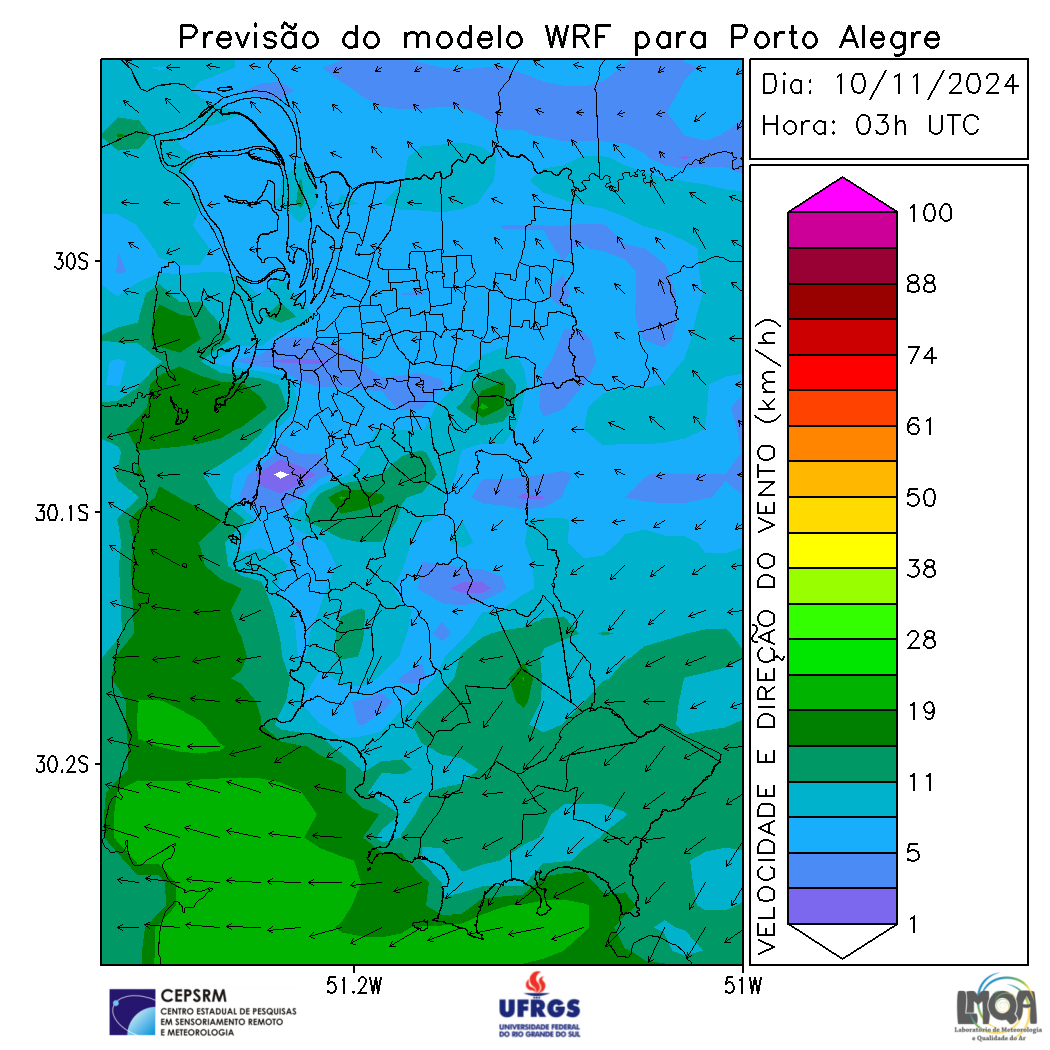 Previsão do modelo WRF para Porto Alegre
Dia: 10/11/2024
Hora: 03h UTC
30S
30.1S
30.2S
51.2W
51W
VELOCIDADE E DIREÇÃO DO VENTO (km/h)
100
88
74
61
50
38
28
19
11
5
1
CEPSRM
CENTRO ESTADUAL DE PESQUISAS
EM SENSORIAMENTO REMOTO
E METEOROLOGIA
UFRGS
UNIVERSIDADE FEDERAL
DO RIO GRANDE DO SUL
LMQA
Laboratório de Meteorologia
e Qualidade do Ar